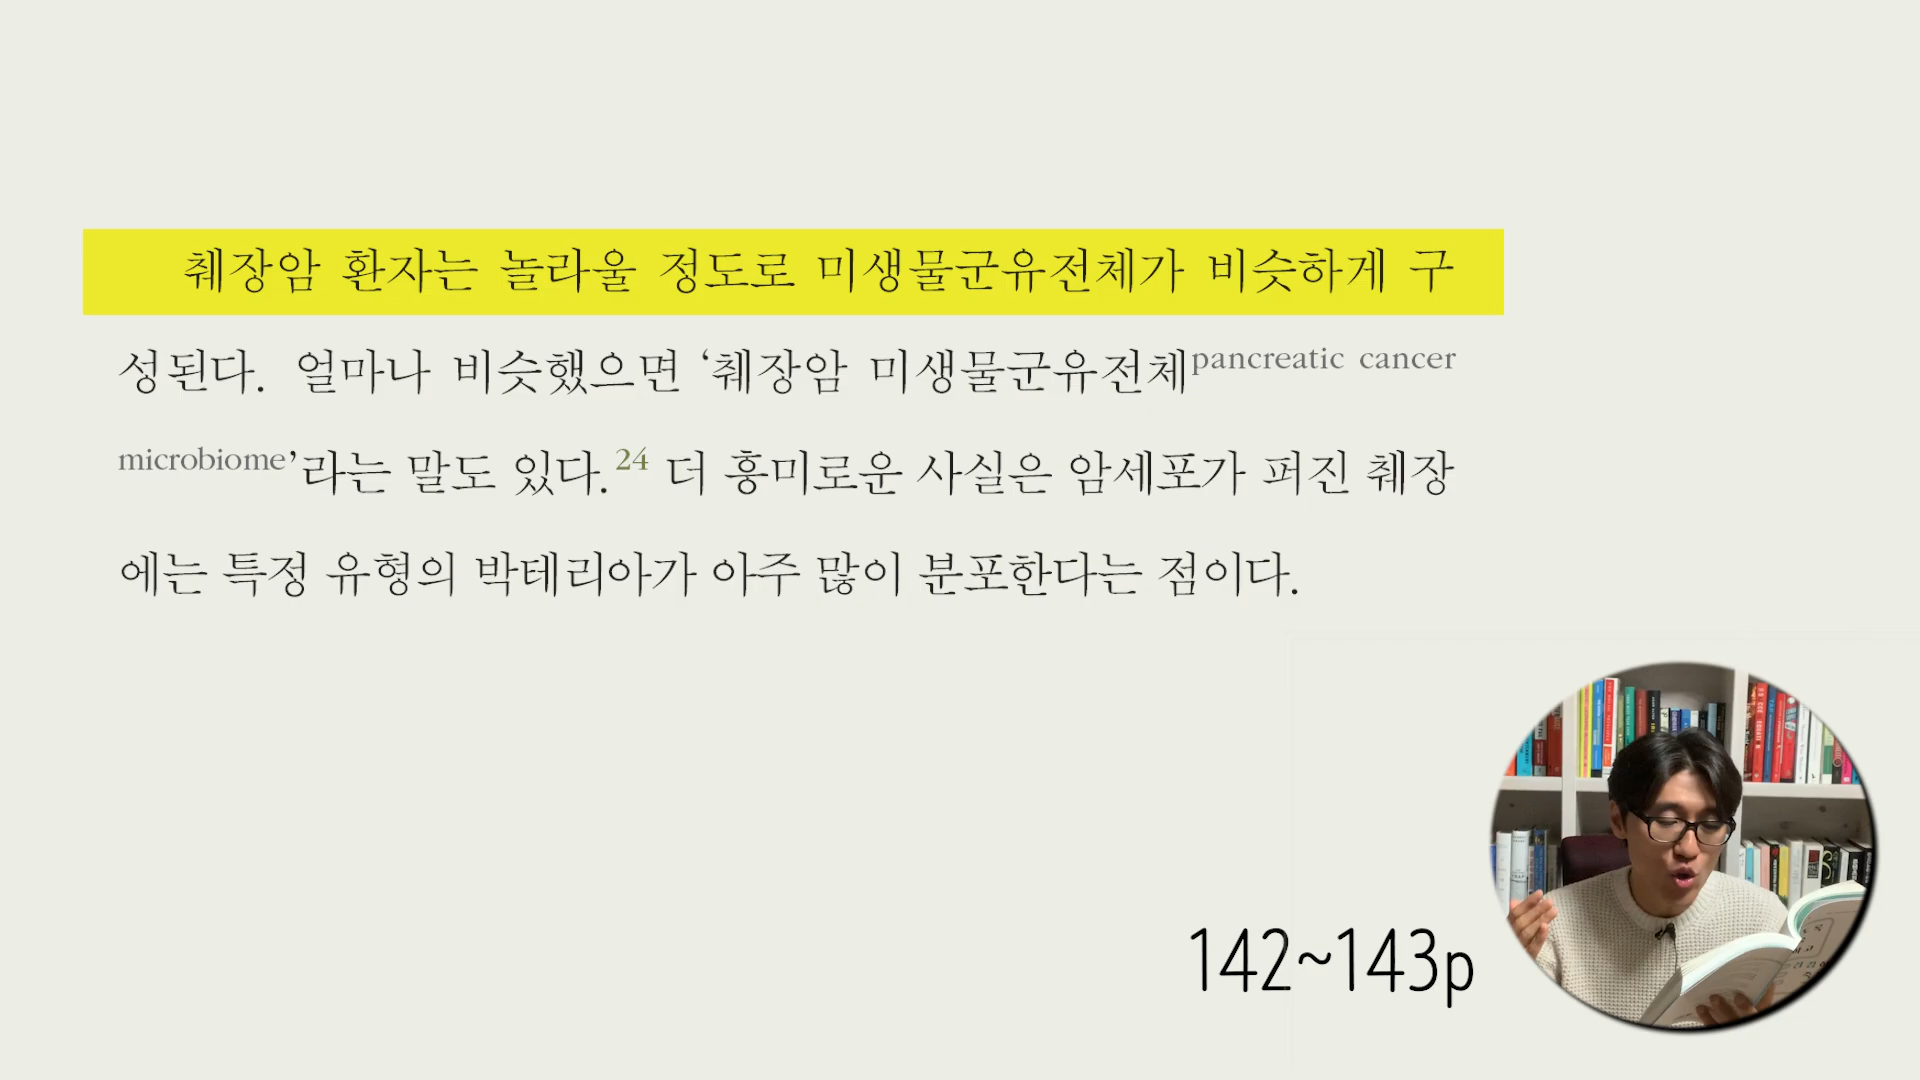 췌장암 환자는 놀라울 정도로 미생물군유전체가 비슷하게 구
성된다. 얼마나 비슷했으면 ‘췌장암 미생물군유전체pancreatic cancer
microbiome’라는 말도 있다.24 더 흥미로운 사실은 암세포가 퍼진 췌장
에는 특정 유형의 박테리아가 아주 많이 분포한다는 점이다.
142~143p